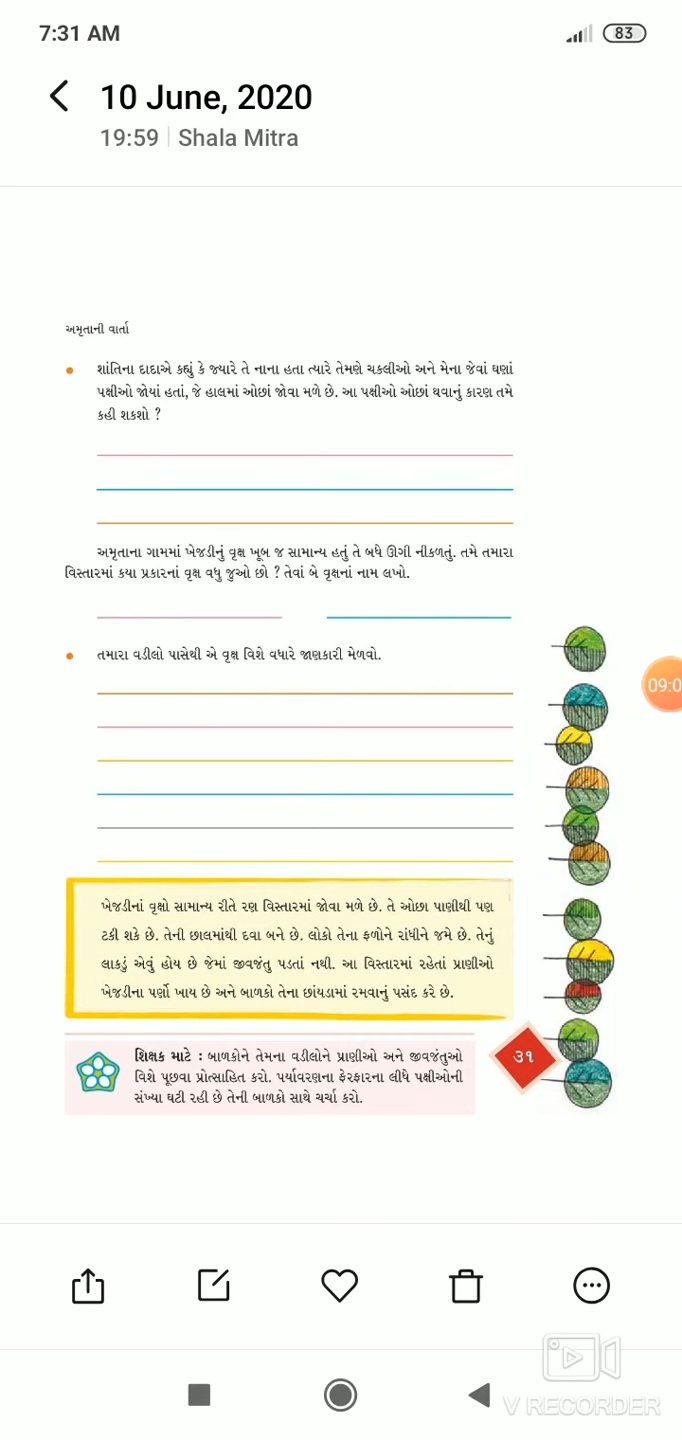 7:31 AM
83
10 June, 2020
19:59 | Shala Mitra
અમૃતાની વાર્તા
● શાંતિના દાદાએ કહ્યું કે જ્યારે તે નાના હતા ત્યારે તેમણે ચકલીઓ અને મેના જેવાં ઘણાં
પક્ષીઓ જોયાં હતાં, જે હાલમાં ઓછાં જોવા મળે છે. આ પક્ષીઓ ઓછાં થવાનું કારણ તમે
કહી શકશો ?
અમૃતાના ગામમાં ખેજડીનું વૃક્ષ ખૂબ જ સામાન્ય હતું તે બધે ઊગી નીકળતું. તમે તમારા
વિસ્તારમાં કયા પ્રકારનાં વૃક્ષ વધુ જુઓ છો ? તેવાં બે વૃક્ષનાં નામ લખો.
● તમારા વડીલો પાસેથી એ વૃક્ષ વિશે વધારે જાણકારી મેળવો.
09:0
ખેજડીનાં વૃક્ષો સામાન્ય રીતે રણ વિસ્તારમાં જોવા મળે છે. તે ઓછા પાણીથી પણ
ટકી શકે છે. તેની છાલમાંથી દવા બને છે. લોકો તેના ફળોને રાંધીને જમે છે. તેનું
લાકડું એવું હોય છે જેમાં જીવજંતુ પડતાં નથી. આ વિસ્તારમાં રહેતાં પ્રાણીઓ
ખેજડીના પર્ણો ખાય છે અને બાળકો તેના છાંયડામાં રમવાનું પસંદ કરે છે.
શિક્ષક માટે : બાળકોને તેમના વડીલોને પ્રાણીઓ અને જીવજંતુઓ
વિશે પૂછવા પ્રોત્સાહિત કરો. પર્યાવરણના ફેરફારના લીધે પક્ષીઓની
સંખ્યા ઘટી રહી છે તેની બાળકો સાથે ચર્ચા કરો.
૩૧
V RECORDER